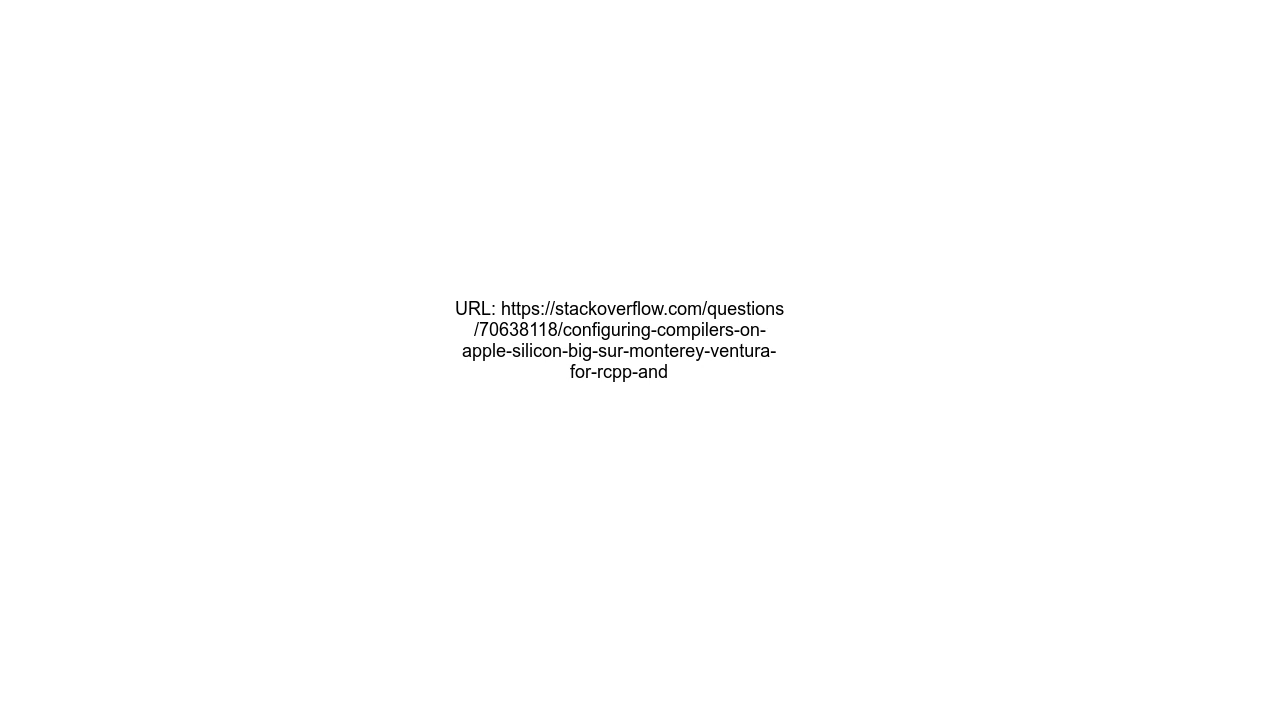 URL: https://stackoverflow.com/questions
/70638118/configuring-compilers-on-
apple-silicon-big-sur-monterey-ventura-
for-rcpp-and